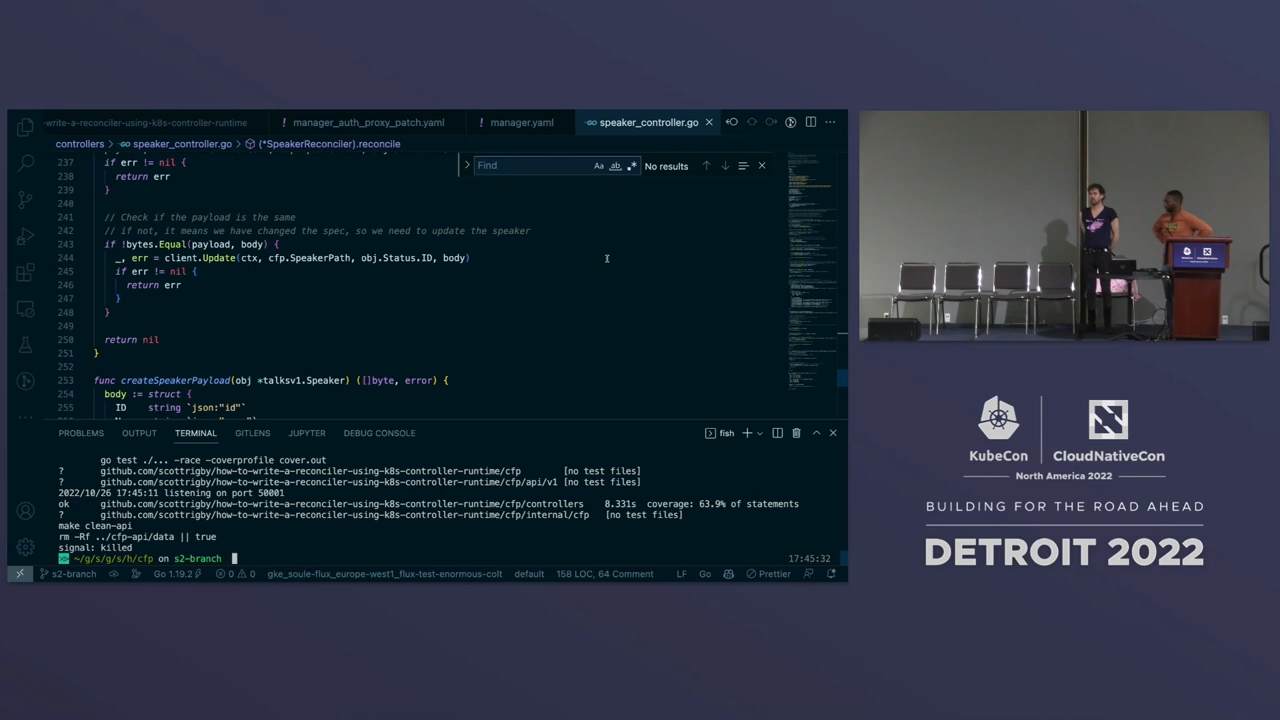 -write-a-reconciler-using-k8s-controller-runtime
manager_auth_proxy_patch.yaml
manager.yaml
speaker_controller.go
controllers > speaker_controller.go > (*SpeakerReconciler).reconcile
Find
Aa
ab
No results
237 if err != nil {
238 return err
239 }
240
241 // Check if the payload is the same
242 // if not, it means we have changed the spec, so we need to update the speaker
243 if !bytes.Equal(payload, body) {
244 err = client.Update(ctx, cfp.SpeakerPath, obj.Status.ID, body)
245 if err != nil {
246 return err
247 }
248 }
249
250 return nil
251 }
252
253 func createSpeakerPayload(obj *talksv1.Speaker) ([]byte, error) {
254 body := struct {
255 ID string `json:"id"`
PROBLEMS OUTPUT TERMINAL GITLENS JUPYTER DEBUG CONSOLE
fish
go test ./... -race -coverprofile cover.out
? github.com/scottrigby/how-to-write-a-reconciler-using-k8s-controller-runtime/cfp [no test files]
? github.com/scottrigby/how-to-write-a-reconciler-using-k8s-controller-runtime/cfp/api/v1 [no test files]
2022/10/26 17:45:11 listening on port 50001
ok github.com/scottrigby/how-to-write-a-reconciler-using-k8s-controller-runtime/cfp/controllers 8.331s coverage: 63.9% of statements
? github.com/scottrigby/how-to-write-a-reconciler-using-k8s-controller-runtime/cfp/internal/cfp [no test files]
make clean-api
rm -Rf ../cfp-api/data || true
signal: killed
~/g/s/g/s/h/cfp on s2-branch 17:45:32
s2-branch Go 1.19.2 0 0 gke_soule-flux_europe-west1_flux-test-enormous-colt default 158 LOC, 64 Comment LF Go Prettier
KubeCon
CloudNativeCon
North America 2022
BUILDING FOR THE ROAD AHEAD
DETROIT 2022